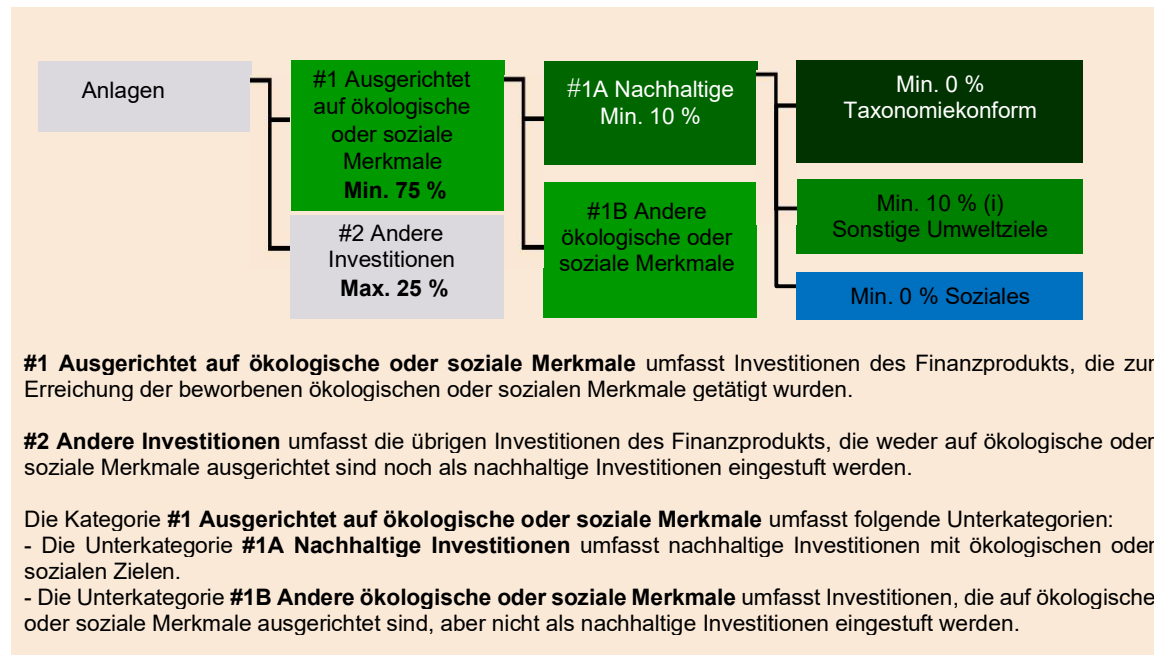 Anlagen
#1 Ausgerichtet
auf ökologische
oder soziale
Merkmale
Min. 75 %
#2 Andere
Investitionen
Max. 25 %
#1A Nachhaltige
Min. 10 %
#1B Andere
ökologische oder
soziale Merkmale
Min. 0 %
Taxonomiekonform
Min. 10 % (i)
Sonstige Umweltziele
Min. 0 % Soziales
#1 Ausgerichtet auf ökologische oder soziale Merkmale umfasst Investitionen des Finanzprodukts, die zur
Erreichung der beworbenen ökologischen oder sozialen Merkmale getätigt wurden.
#2 Andere Investitionen umfasst die übrigen Investitionen des Finanzprodukts, die weder auf ökologische oder
soziale Merkmale ausgerichtet sind noch als nachhaltige Investitionen eingestuft werden.
Die Kategorie #1 Ausgerichtet auf ökologische oder soziale Merkmale umfasst folgende Unterkategorien:
- Die Unterkategorie #1A Nachhaltige Investitionen umfasst nachhaltige Investitionen mit ökologischen oder
sozialen Zielen.
- Die Unterkategorie #1B Andere ökologische oder soziale Merkmale umfasst Investitionen, die auf ökologische
oder soziale Merkmale ausgerichtet sind, aber nicht als nachhaltige Investitionen eingestuft werden.